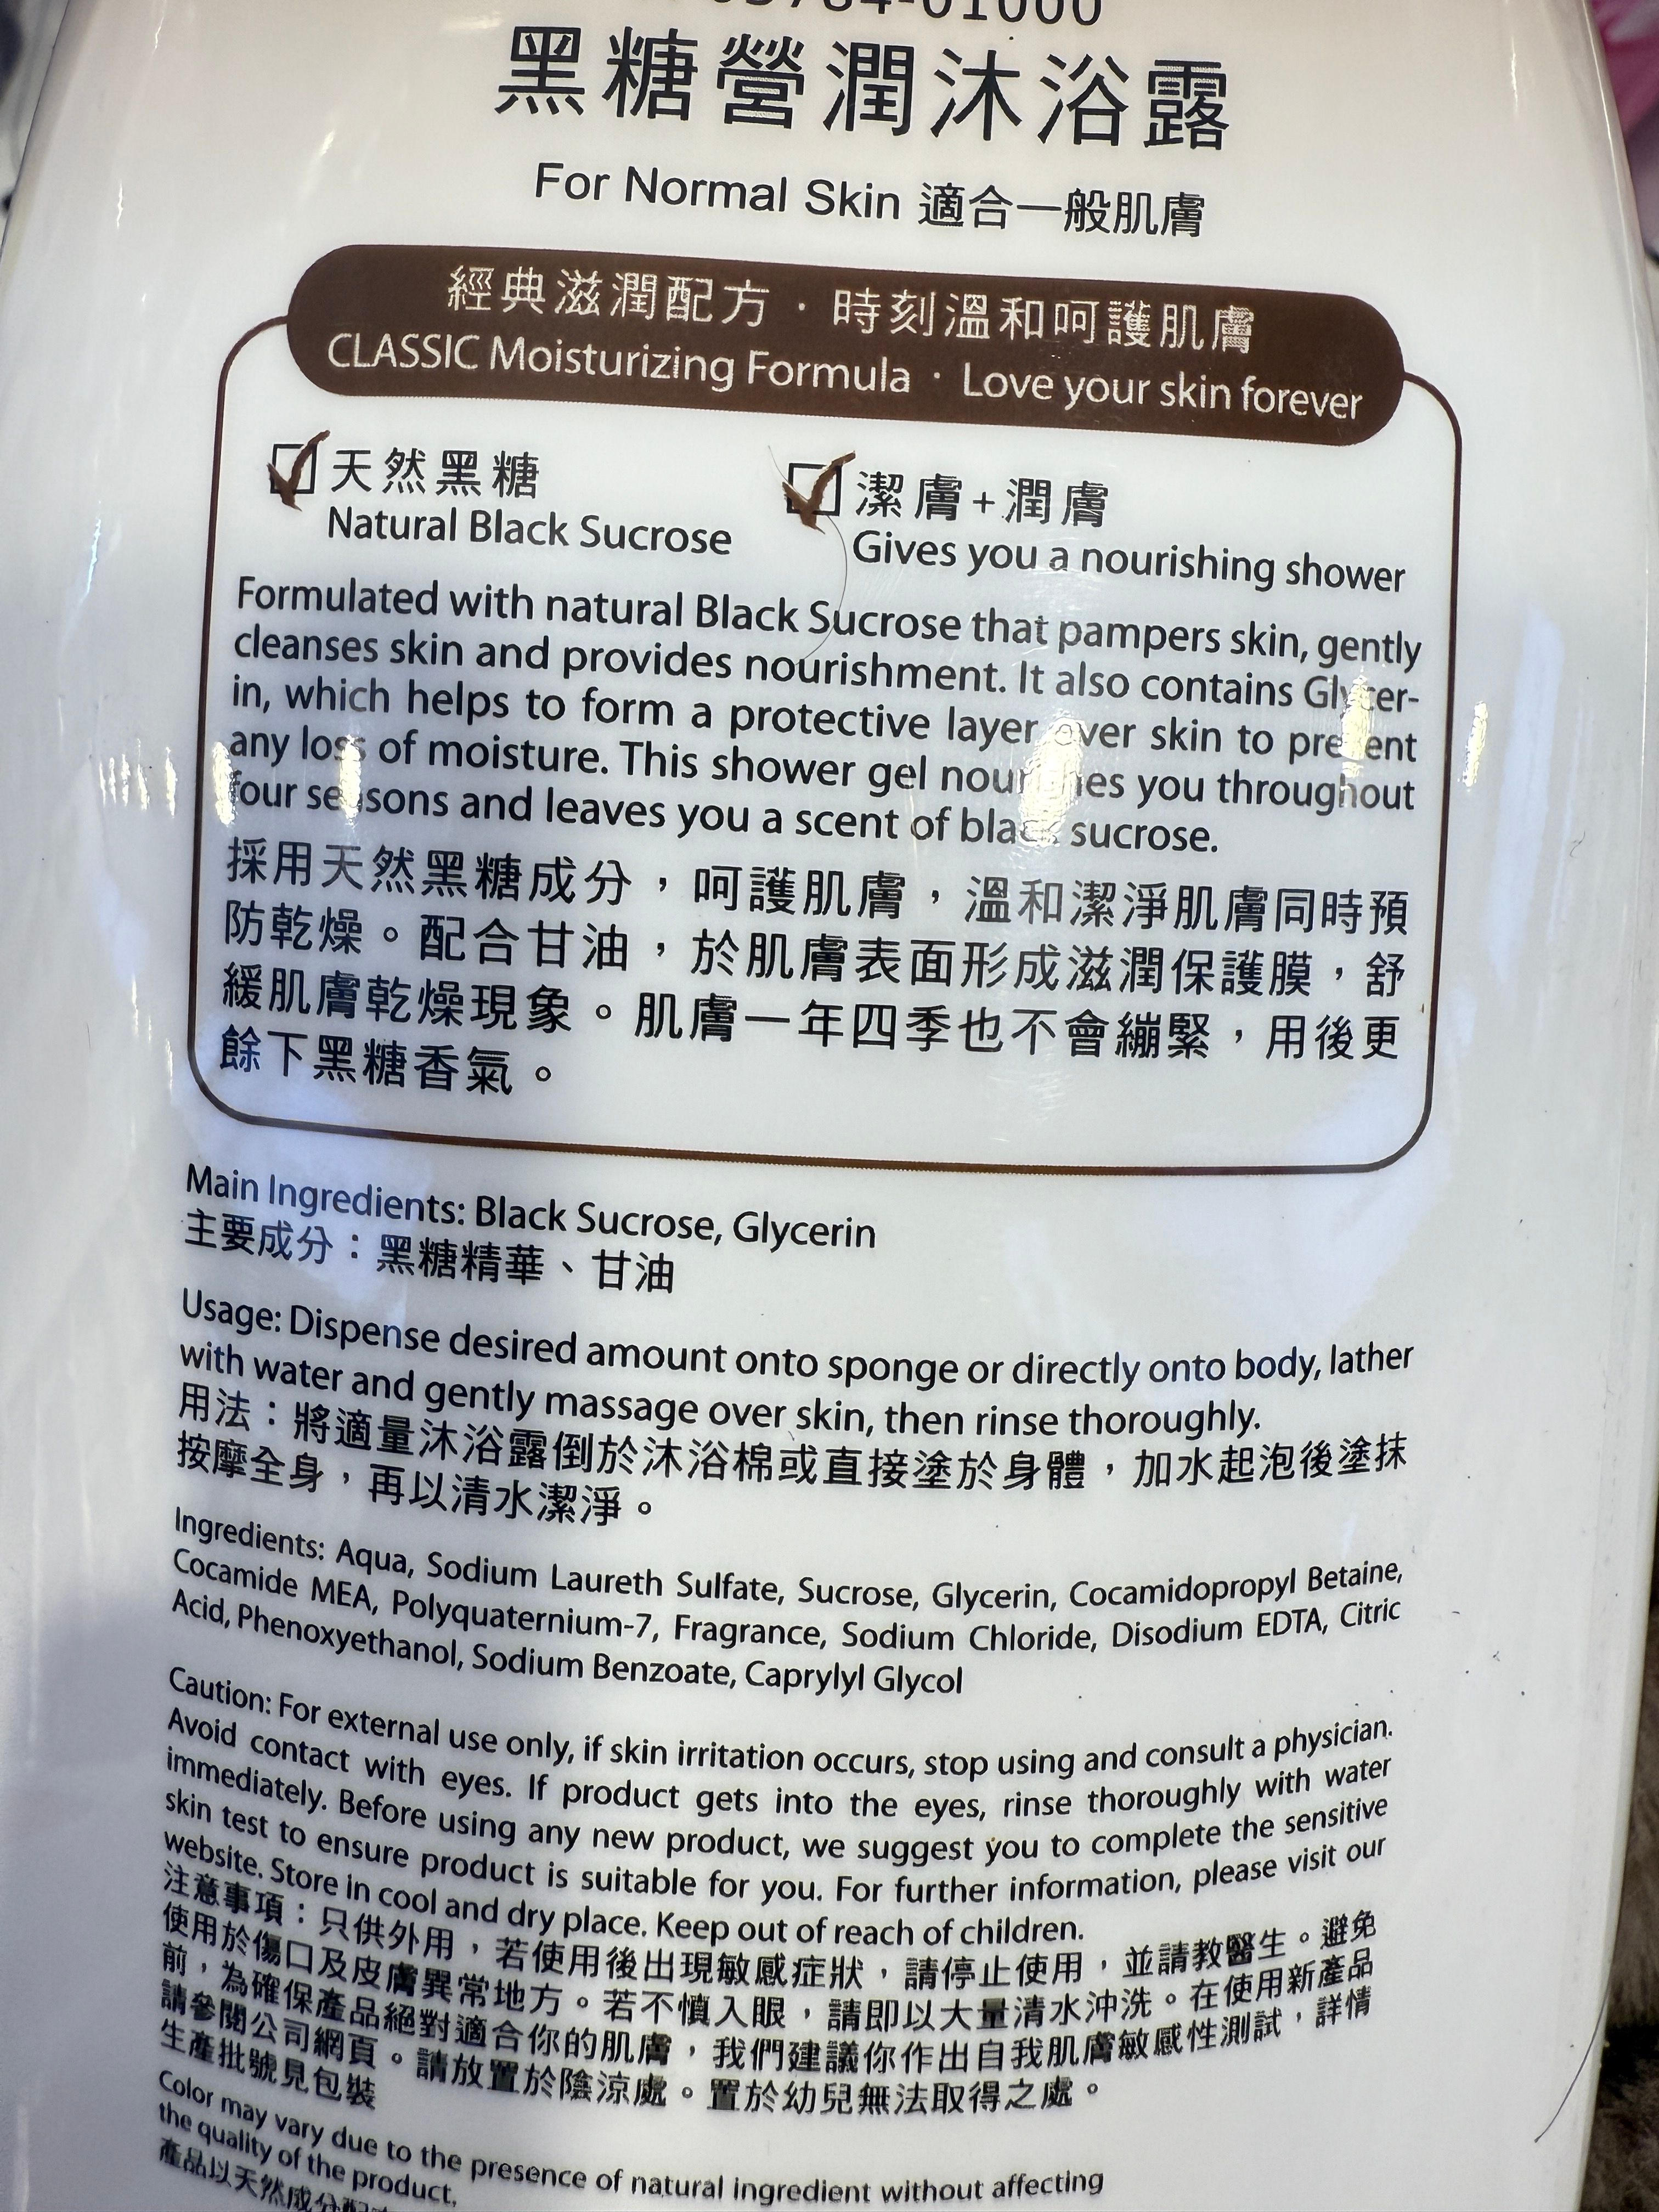 -01000
黑糖營潤沐浴露
For Normal Skin 適合一般肌膚
經典滋潤配方・時刻溫和呵護肌膚
CLASSIC Moisturizing Formula · Love your skin forever
天然黑糖
Natural Black Sucrose
潔膚+潤膚
Gives you a nourishing shower
Formulated with natural Black Sucrose that pampers skin, gently
cleanses skin and provides nourishment. It also contains Glycer-
in, which helps to form a protective layer over skin to prevent
any loss of moisture. This shower gel nourishes you throughout
four seasons and leaves you a scent of black sucrose.
採用天然黑糖成分，呵護肌膚，溫和潔淨肌膚同時預
防乾燥。配合甘油，於肌膚表面形成滋潤保護膜，舒
緩肌膚乾燥現象。肌膚一年四季也不會繃緊，用後更
餘下黑糖香氣。
Main Ingredients: Black Sucrose, Glycerin
主要成分：黑糖精華、甘油
Usage: Dispense desired amount onto sponge or directly onto body, lather
with water and gently massage over skin, then rinse thoroughly.
用法：將適量沐浴露倒於沐浴棉或直接塗於身體，加水起泡後塗抹
按摩全身，再以清水潔淨。
Ingredients: Aqua, Sodium Laureth Sulfate, Sucrose, Glycerin, Cocamidopropyl Betaine,
Cocamide MEA, Polyquaternium-7, Fragrance, Sodium Chloride, Disodium EDTA, Citric
Acid, Phenoxyethanol, Sodium Benzoate, Caprylyl Glycol
Caution: For external use only, if skin irritation occurs, stop using and consult a physician.
Avoid contact with eyes. If product gets into the eyes, rinse thoroughly with water
immediately. Before using any new product, we suggest you to complete the sensitive
skin test to ensure product is suitable for you. For further information, please visit our
website. Store in cool and dry place. Keep out of reach of children.
注意事項：只供外用，若使用後出現敏感症狀，請停止使用，並請教醫生。避免
使用於傷口及皮膚異常地方。若不慎入眼，請即以大量清水沖洗。在使用新產品
前，為確保產品絕對適合你的肌膚，我們建議你作出自我肌膚敏感性測試，詳情
請參閱公司網頁。請放置於陰涼處。置於幼兒無法取得之處。
生產批號見包裝
Color may vary due to the presence of natural ingredient without affecting
the quality of the product.
產品以天然成分配